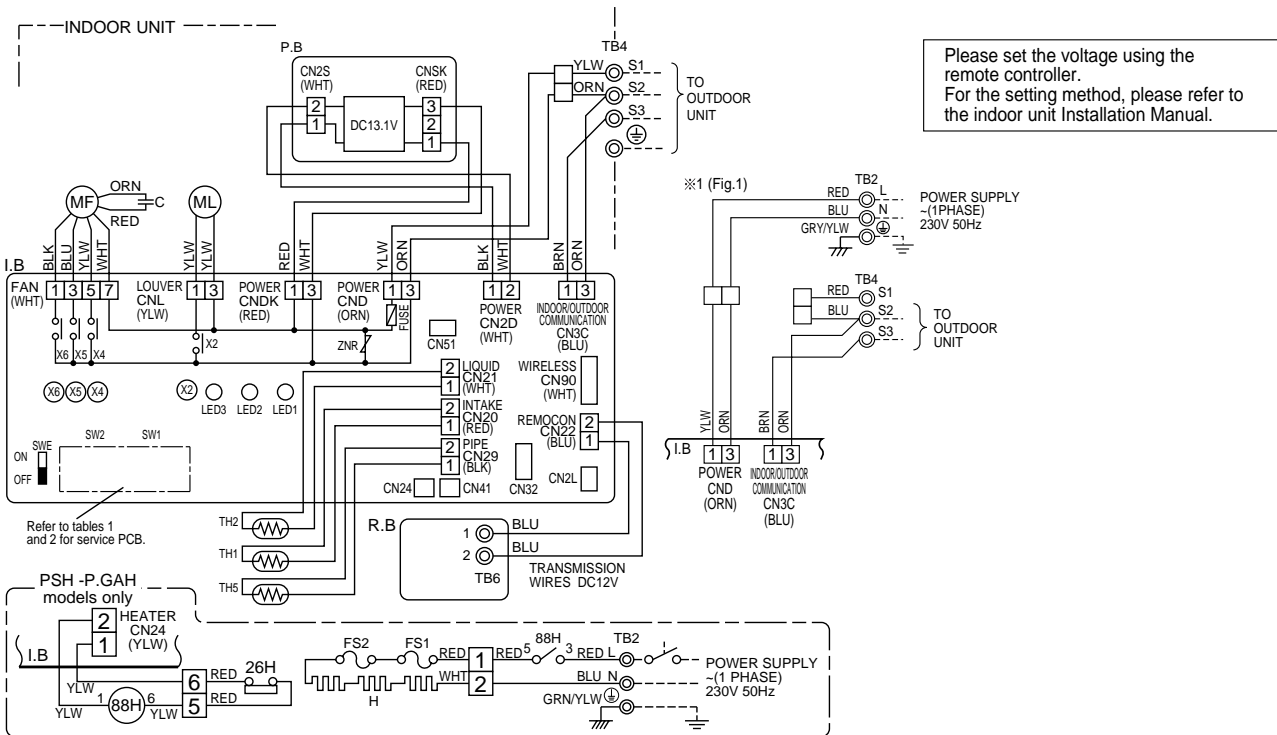 INDOOR UNIT
P.B
CN2S
(WHT)
CNSK
(RED)
2
1
DC13.1V
3
2
1
TB4
YLW S1
ORN S2
S3
TO
OUTDOOR
UNIT
Please set the voltage using the
remote controller.
For the setting method, please refer to
the indoor unit Installation Manual.
MF
ORN
C
RED
ML
BLK
BLU
YLW
WHT
YLW
YLW
RED
WHT
YLW
ORN
BLK
WHT
BRN
ORN
I.B
FAN
(WHT)
1 3 5 7
LOUVER
CNL
(YLW)
1 3
POWER
CNDK
(RED)
1 3
POWER
CND
(ORN)
1 3
FUSE
1 2
POWER
CN2D
(WHT)
1 3
INDOOR/OUTDOOR
COMMUNICATION
CN3C
(BLU)
X6 X5 X4
X2
ZNR
CN51
X6 X5 X4
X2
LED3 LED2 LED1
2 LIQUID
1 CN21
(WHT)
2 INTAKE
1 CN20
(RED)
2 PIPE
1 CN29
(BLK)
WIRELESS
CN90
(WHT)
REMOCON
CN22
(BLU)
2
1
SWE
ON
OFF
SW2 SW1
CN24 CN41
CN32
CN2L
Refer to tables 1
and 2 for service PCB.
TH2
TH1
TH5
R.B
1 BLU
2 BLU
TB6
TRANSMISSION
WIRES DC12V
※1 (Fig.1)
TB2
RED L
BLU N
GRY/YLW
POWER SUPPLY
~(1PHASE)
230V 50Hz
TB4
RED S1
BLU S2
S3
TO
OUTDOOR
UNIT
YLW
ORN
BRN
ORN
I.B
1 3
POWER
CND
(ORN)
1 3
INDOOR/OUTDOOR
COMMUNICATION
CN3C
(BLU)
PSH -P.GAH
models only
2
1
HEATER
CN24
(YLW)
I.B
YLW
1 88H 6
YLW YLW
6 RED 26H
5 RED
FS2 FS1
H
RED 1 RED 5 88H 3 RED L TB2
WHT 2 BLU N
GRN/YLW
POWER SUPPLY
~(1 PHASE)
230V 50Hz